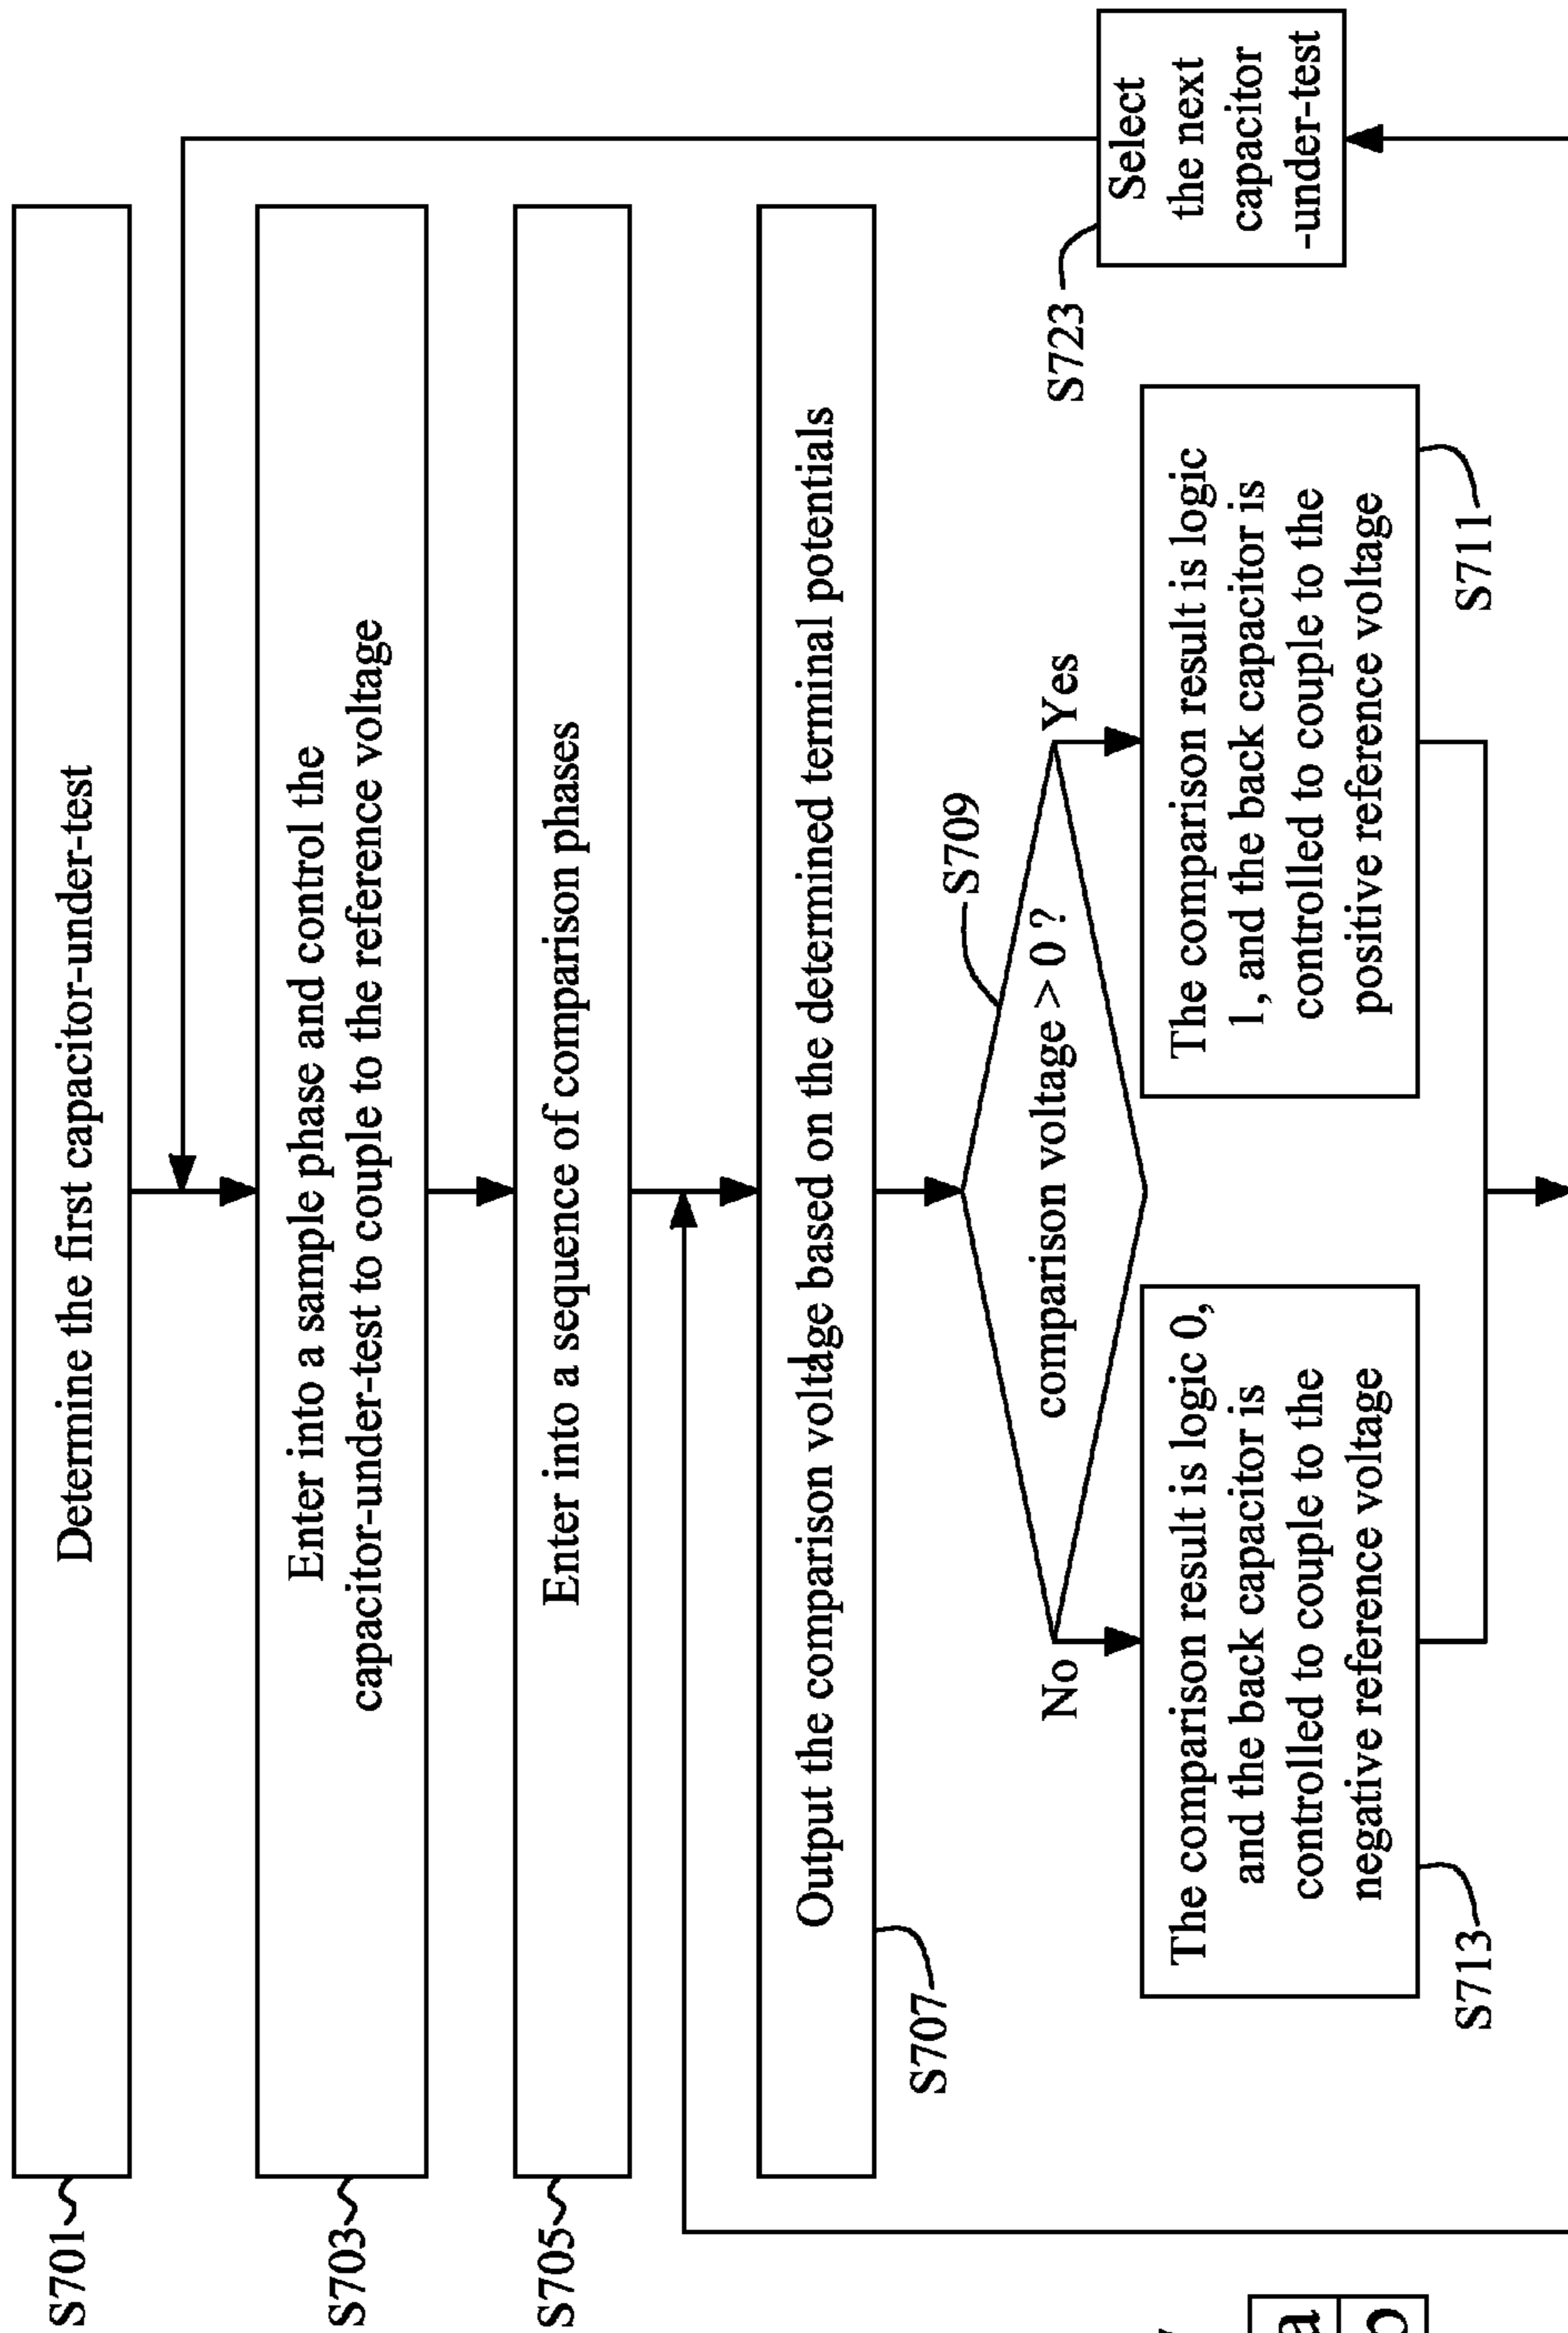 S701
Determine the first capacitor-under-test
S703
Enter into a sample phase and control the
capacitor-under-test to couple to the reference voltage
S705
Enter into a sequence of comparison phases
Output the comparison voltage based on the determined terminal potentials
S707
S709
comparison voltage > 0 ?
No
Yes
The comparison result is logic 0,
and the back capacitor is
controlled to couple to the
negative reference voltage
S713
The comparison result is logic
1, and the back capacitor is
controlled to couple to the
positive reference voltage
S711
S723
Select
the next
capacitor
-under-test
a